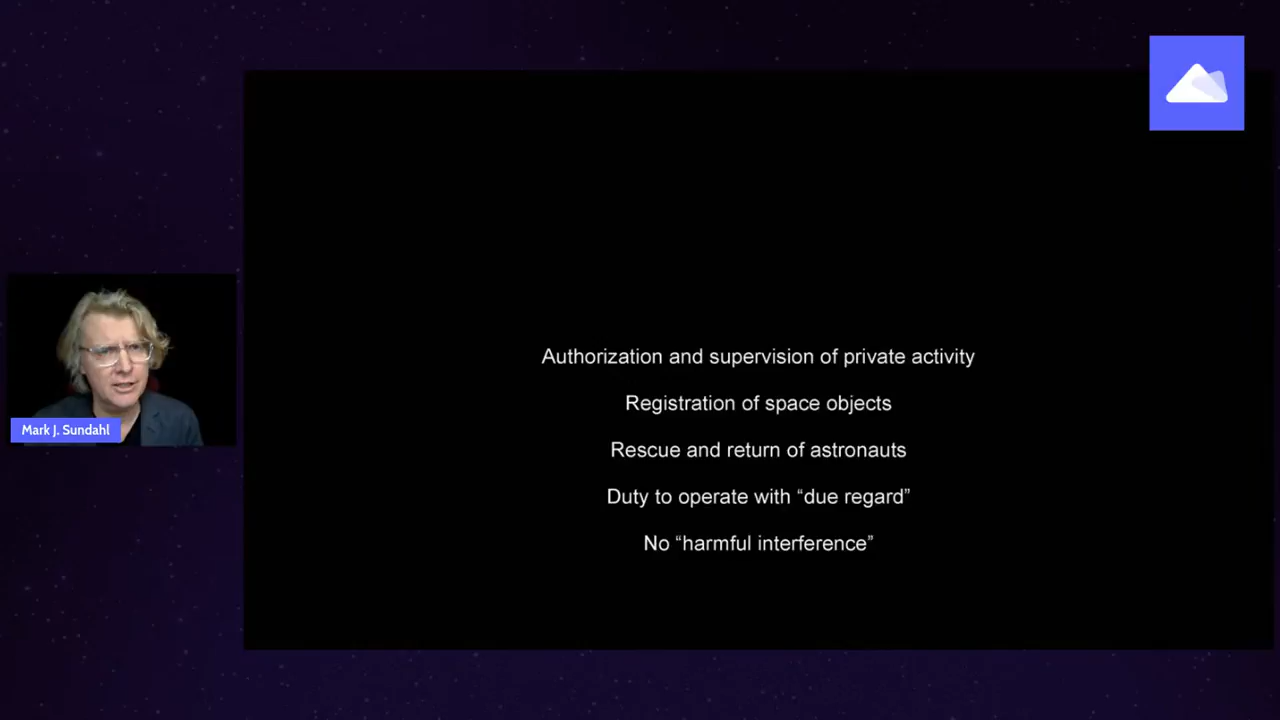 Authorization and supervision of private activity
Registration of space objects
Rescue and return of astronauts
Mark J. Sundahl
Duty to operate with “due regard”
No “harmful interference”